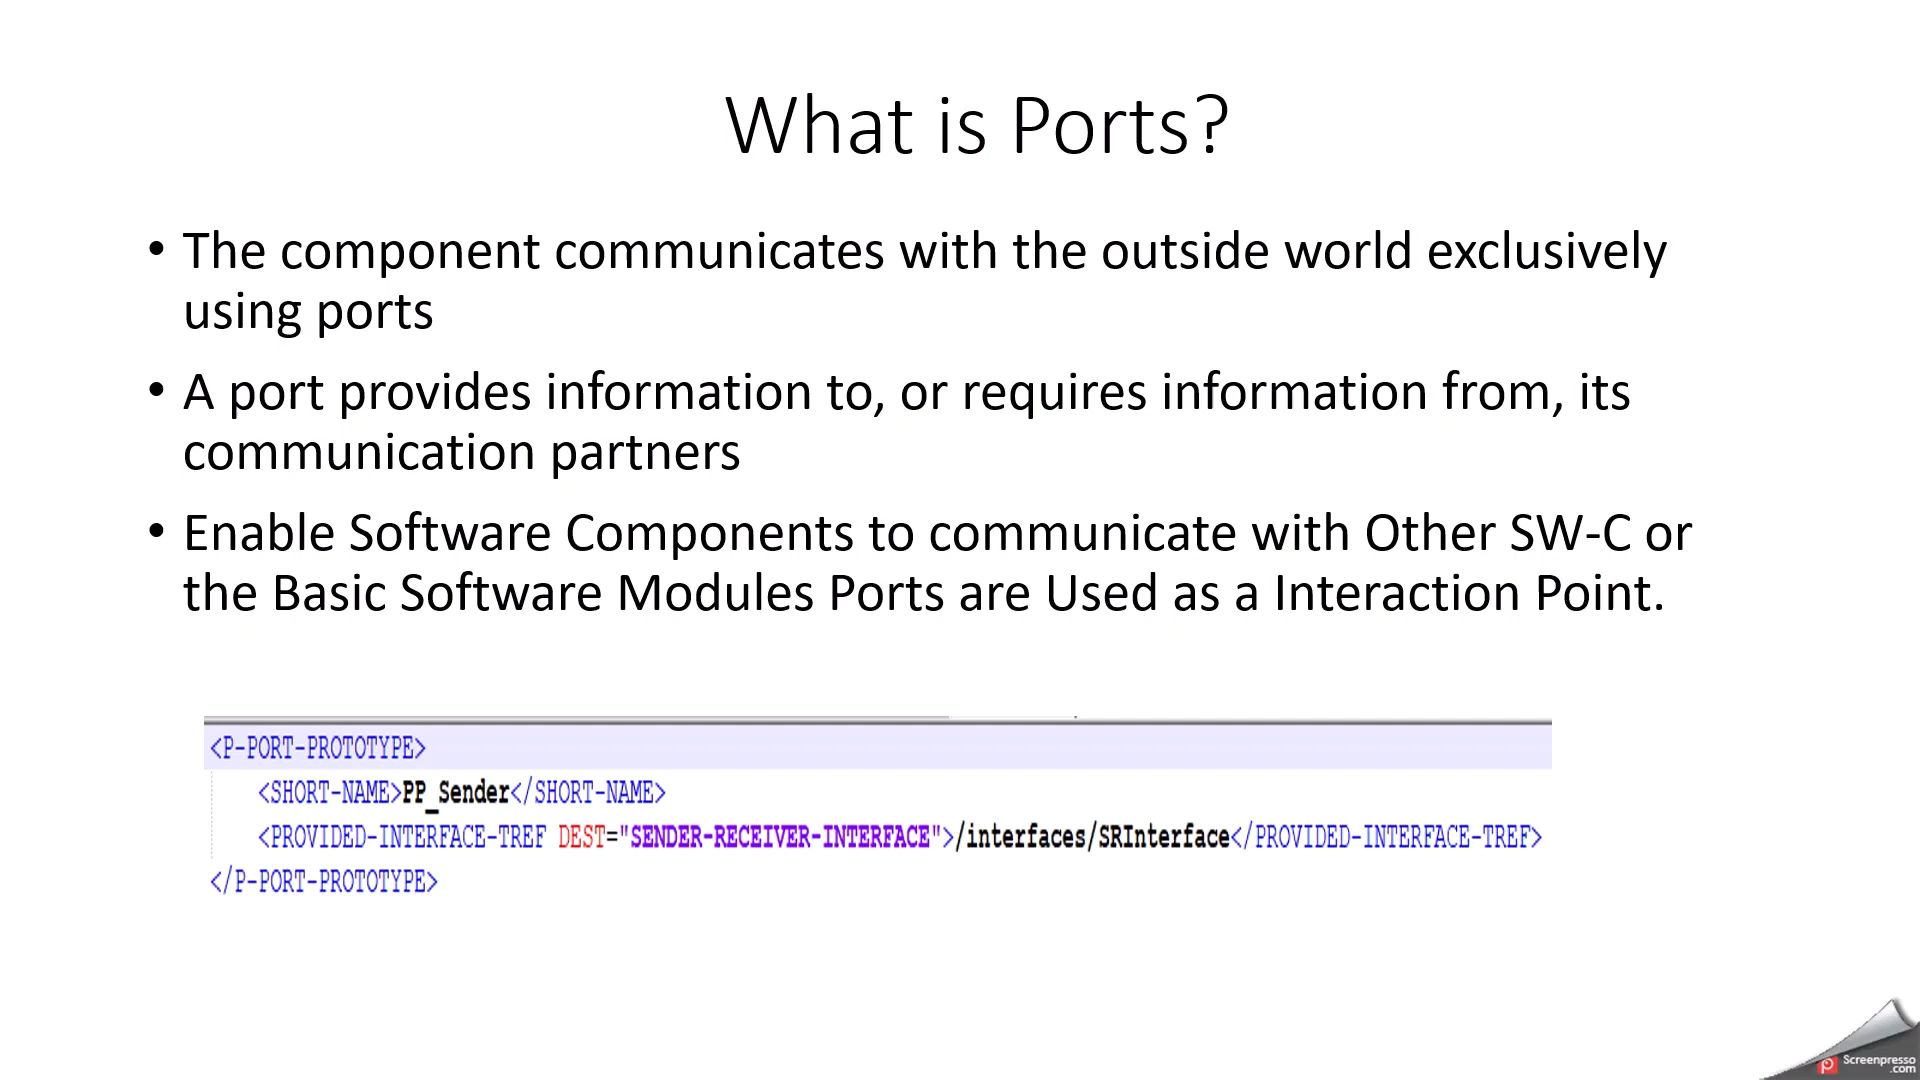 What is Ports?
• The component communicates with the outside world exclusively
using ports
• A port provides information to, or requires information from, its
communication partners
• Enable Software Components to communicate with Other SW-C or
the Basic Software Modules Ports are Used as a Interaction Point.
<P-PORT-PROTOTYPE>
<SHORT-NAME>PP_Sender</SHORT-NAME>
<PROVIDED-INTERFACE-TREF DEST="SENDER-RECEIVER-INTERFACE">/interfaces/SRInterface</PROVIDED-INTERFACE-TREF>
</P-PORT-PROTOTYPE>
Screenpresso
.com